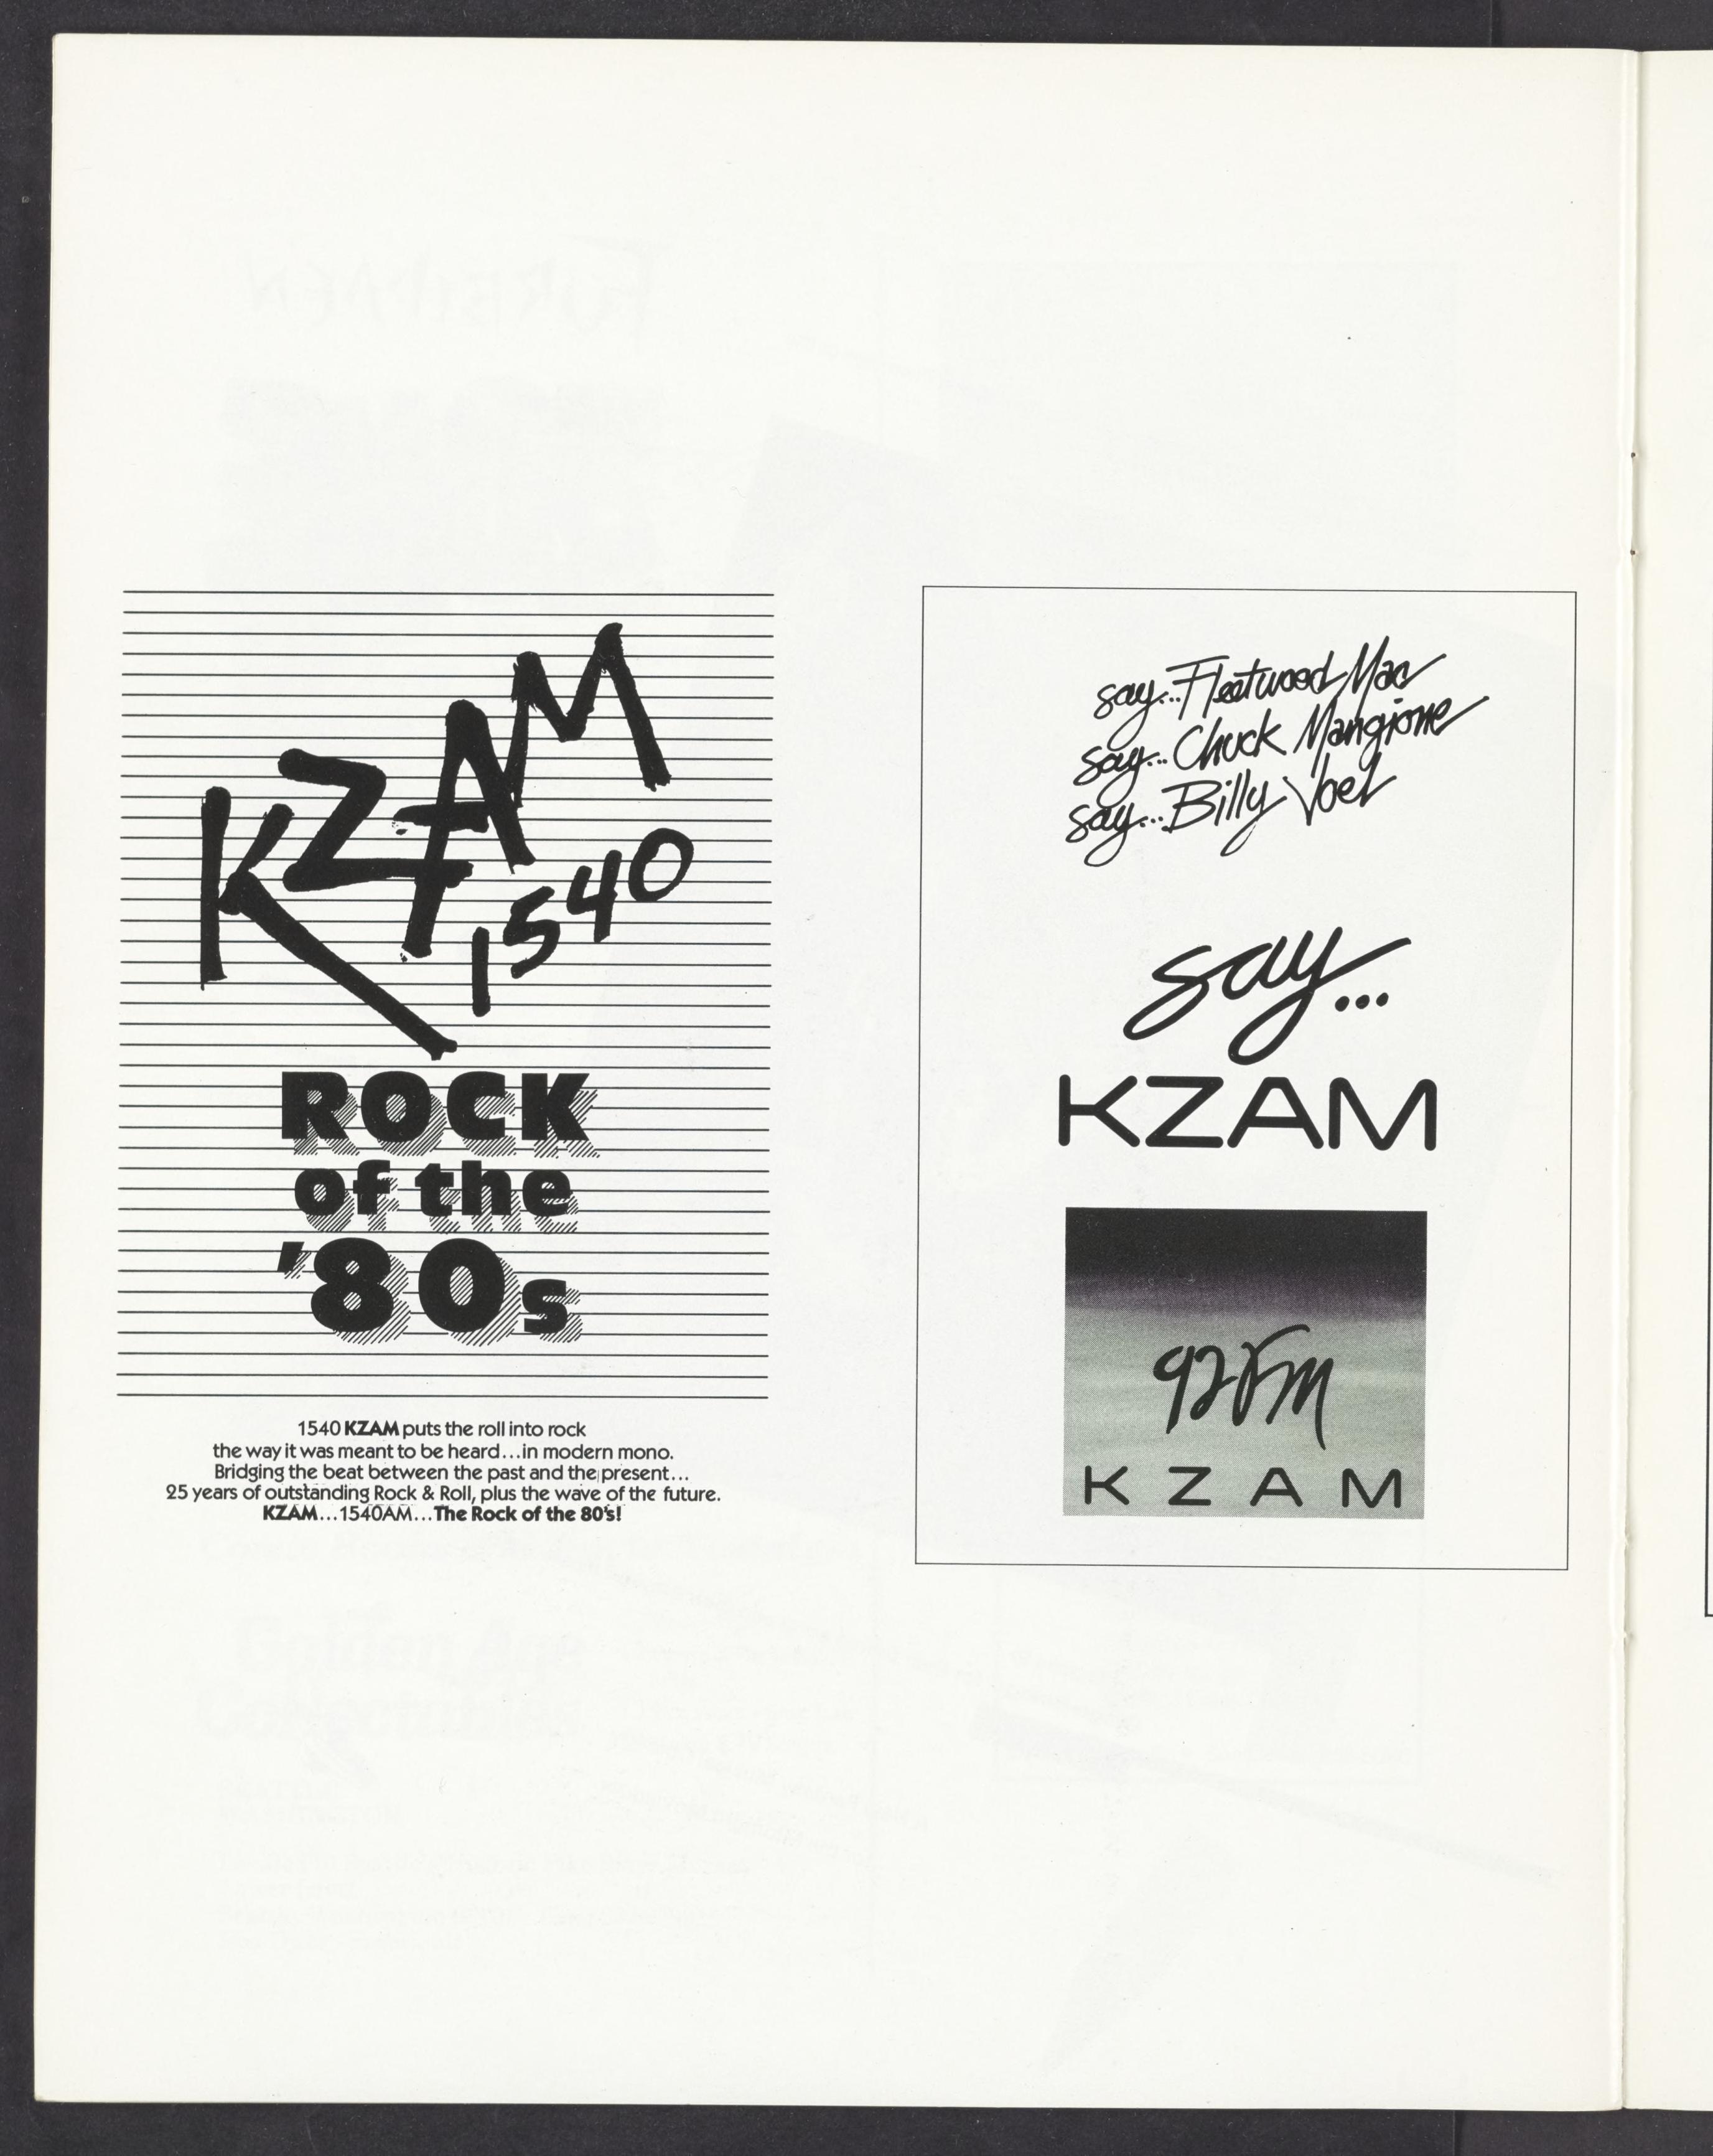 KZAM
1540
ROCK
of the
'80s
1540 KZAM puts the roll into rock
the way it was meant to be heard...in modern mono.
Bridging the beat between the past and the present...
25 years of outstanding Rock & Roll, plus the wave of the future.
KZAM...1540AM...The Rock of the 80's!
say...Fleetwood Mac
say...Chuck Mangione
say...Billy Joel
say...
KZAM
92FM
KZAM